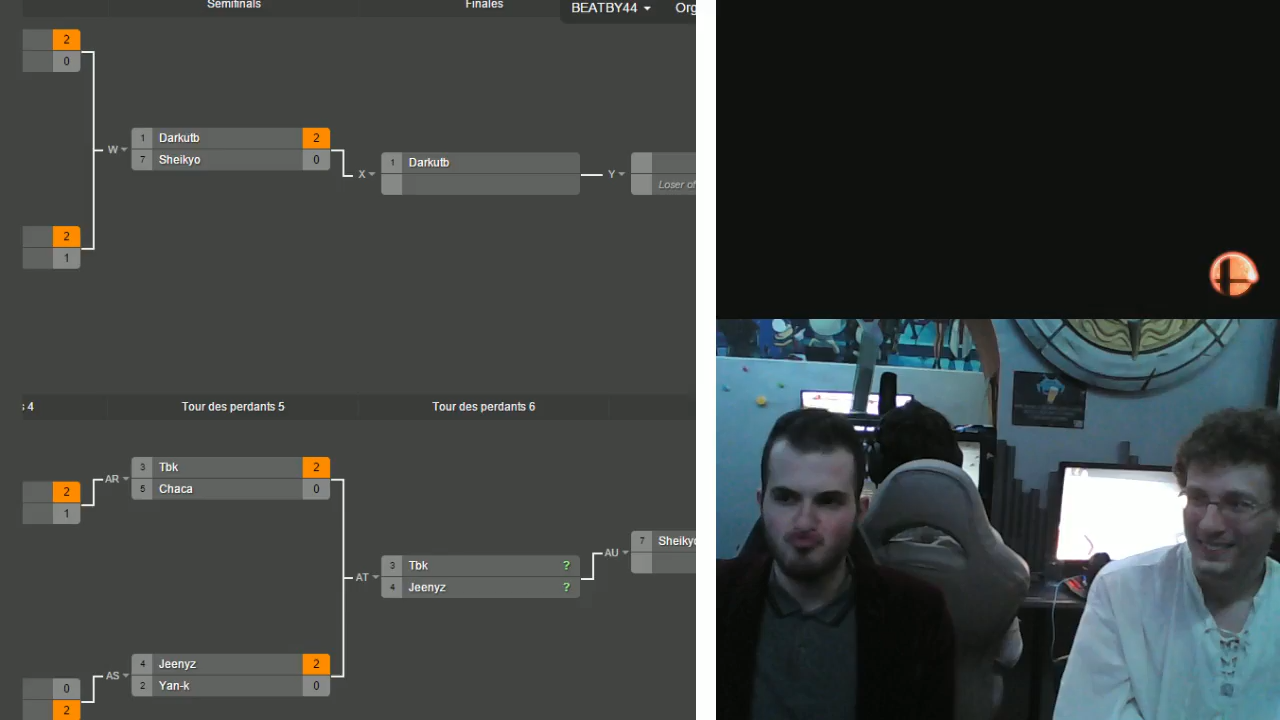 Semifinals
Finales
BEATBY44
Org
2
0
W
1 Darkutb 2
7 Sheikyo 0
X
1 Darkutb
Y
Loser of
2
1
s 4
Tour des perdants 5
Tour des perdants 6
AR
3 Tbk 2
5 Chaca 0
2
1
AT
3 Tbk ?
4 Jeenyz ?
AU
7 Sheikyo
AS
4 Jeenyz 2
2 Yan-k 0
0
2